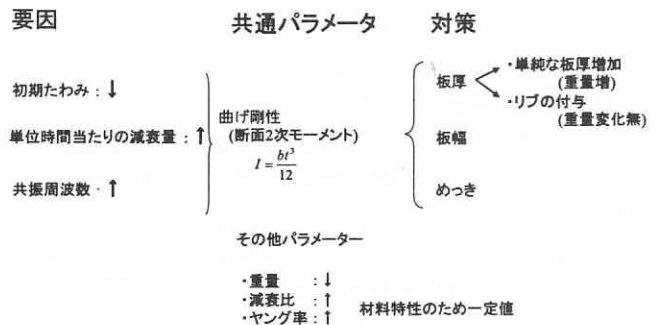 要因
共通パラメータ
対策
初期たわみ：↓
単位時間当たりの減衰量：↑
共振周波数・↑
曲げ剛性
(断面2次モーメント)
I = bt³/12
板厚
・単純な板厚増加
(重量増)
・リブの付与
(重量変化無)
板幅
めっき
その他パラメーター
・重量 ：↓
・減衰比 ：↑
・ヤング率：↑
材料特性のため一定値